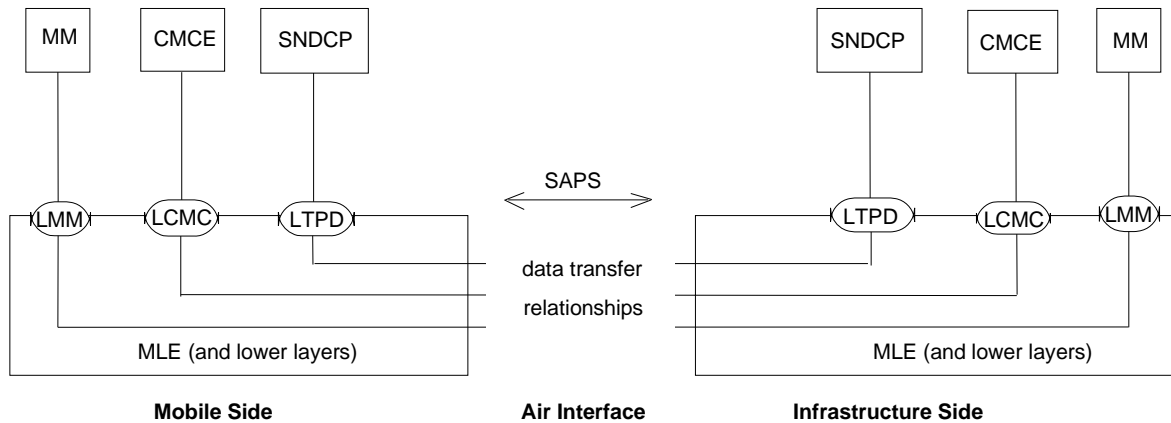 MM
CMCE
SNDCP
SNDCP
CMCE
MM
SAPS
LMM
LCMC
LTPD
LTPD
LCMC
LMM
data transfer
relationships
MLE (and lower layers)
MLE (and lower layers)
Mobile Side
Air Interface
Infrastructure Side